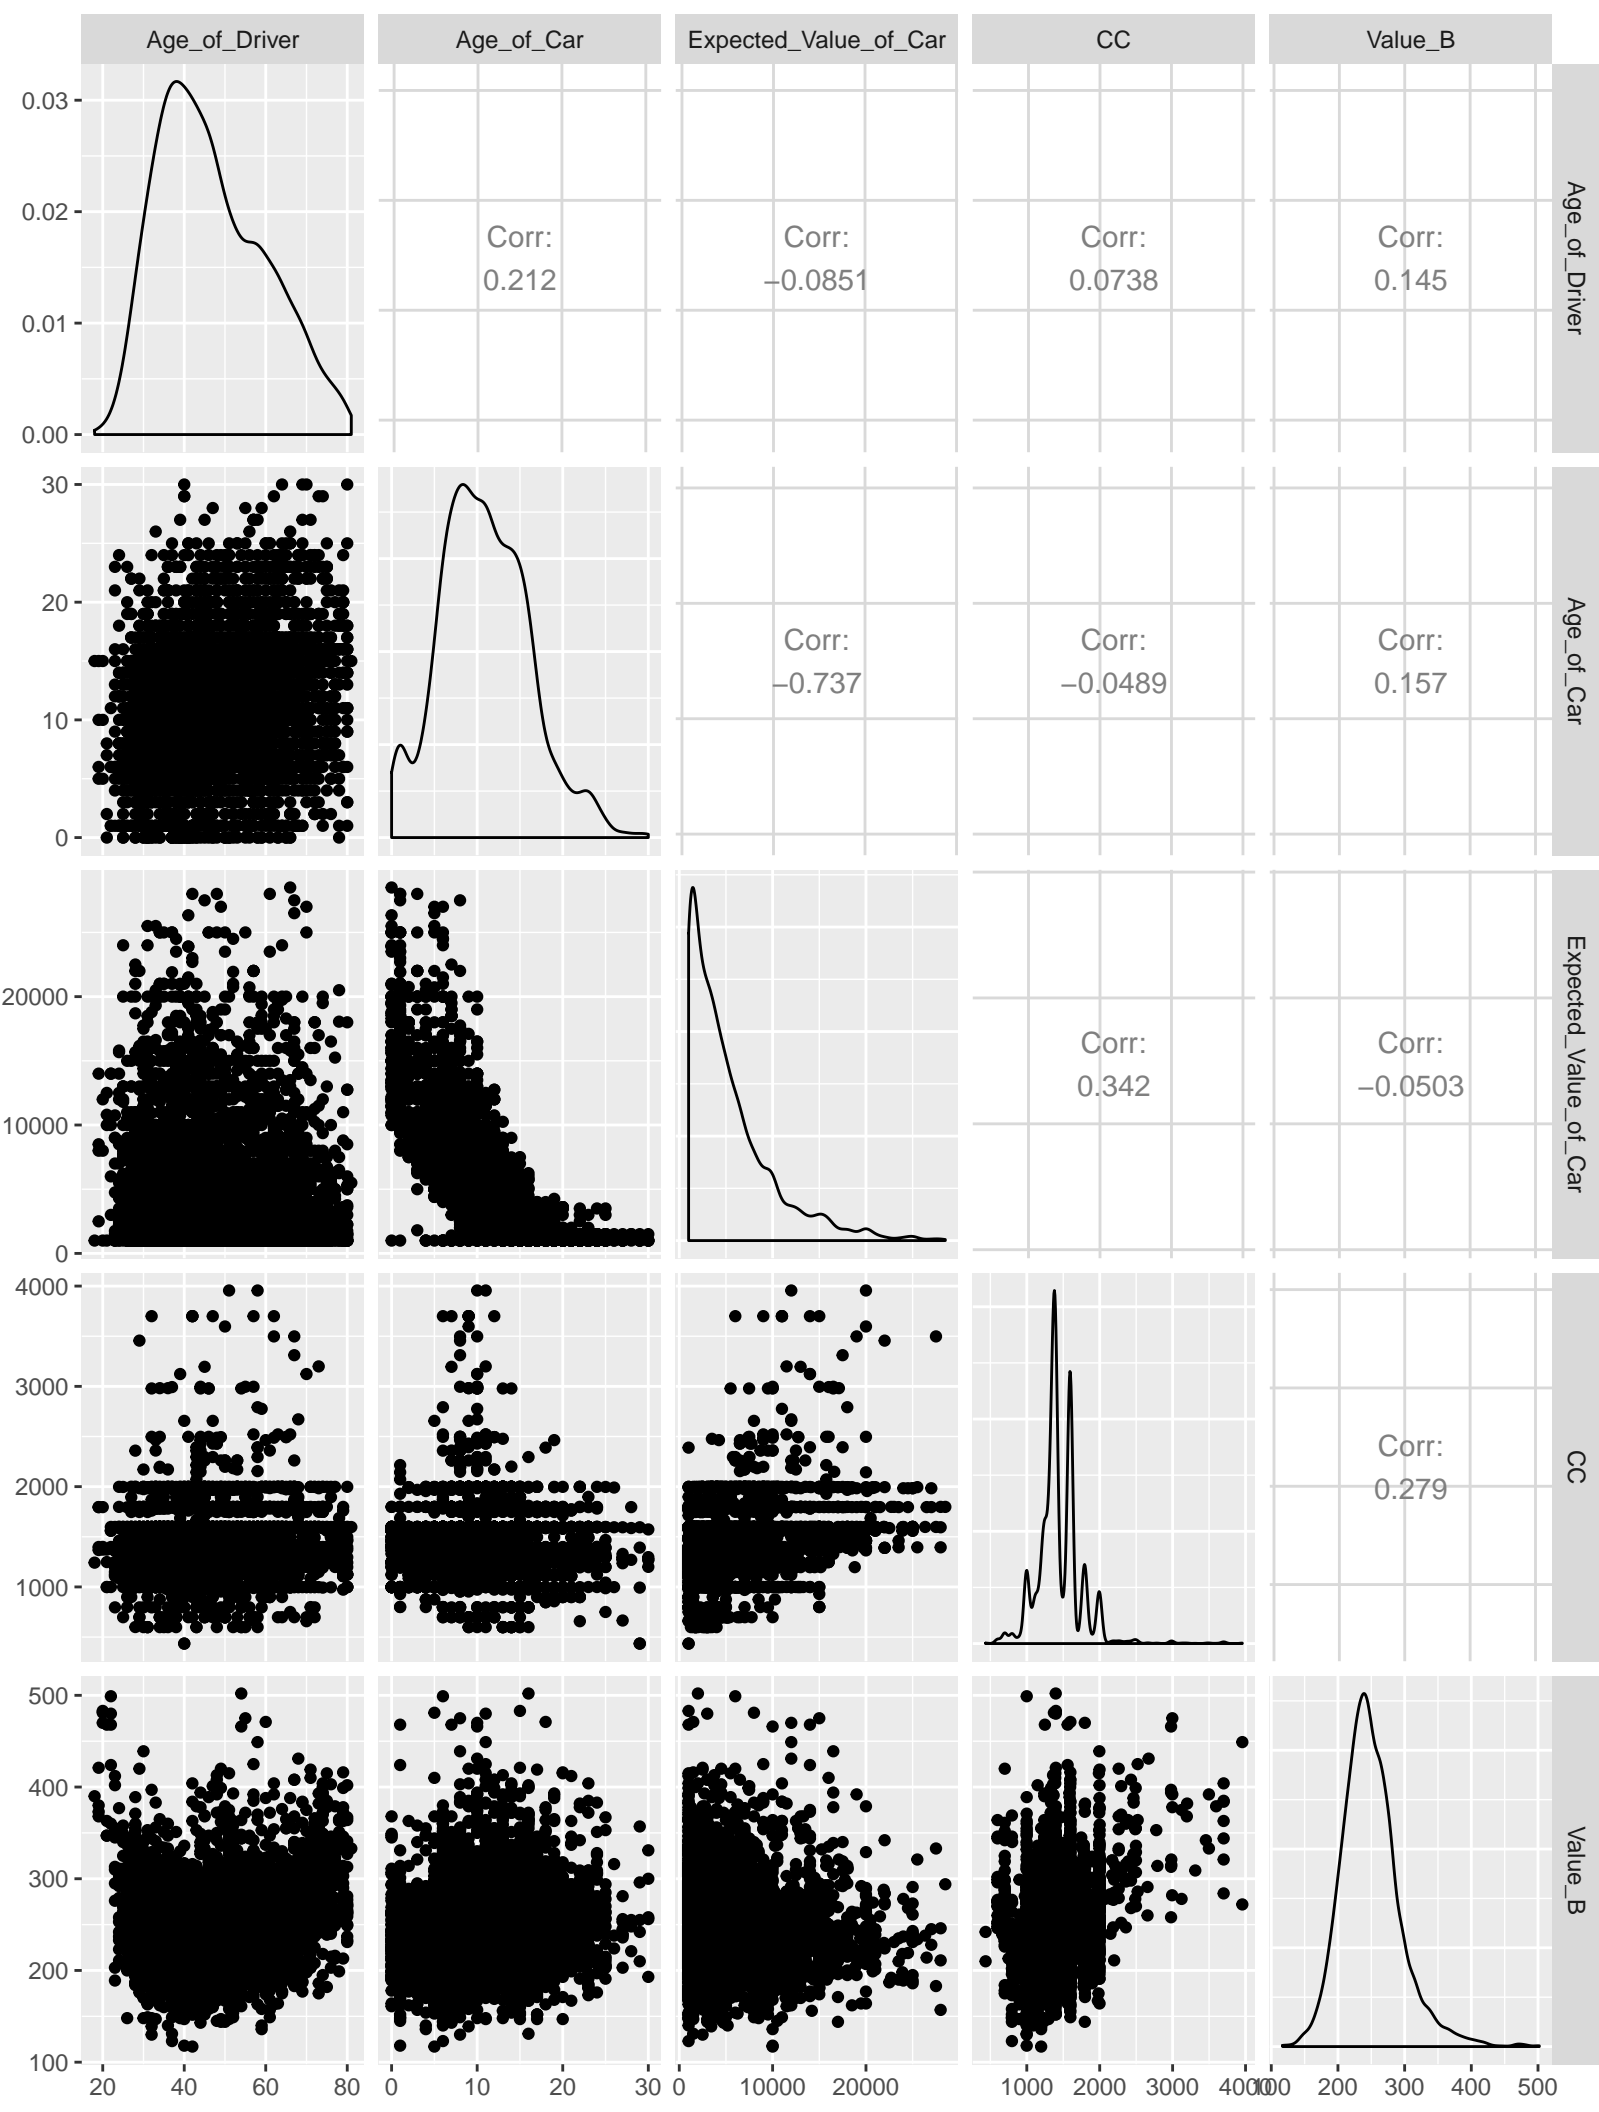 Age_of_Driver Age_of_Car Expected_Value_of_Car CC Value_B
0.03
0.02
0.01
0.00
Corr:
0.212
Corr:
−0.0851
Corr:
0.0738
Corr:
0.145
Age_of_Driver
30
20
10
0
Corr:
−0.737
Corr:
−0.0489
Corr:
0.157
Age_of_Car
20000
10000
0
Corr:
0.342
Corr:
−0.0503
Expected_Value_of_Car
4000
3000
2000
1000
Corr:
0.279
CC
500
400
300
200
100
Value_B
20 40 60 80 0 10 20 30 0 10000 20000 1000 2000 3000 4000 100 200 300 400 500